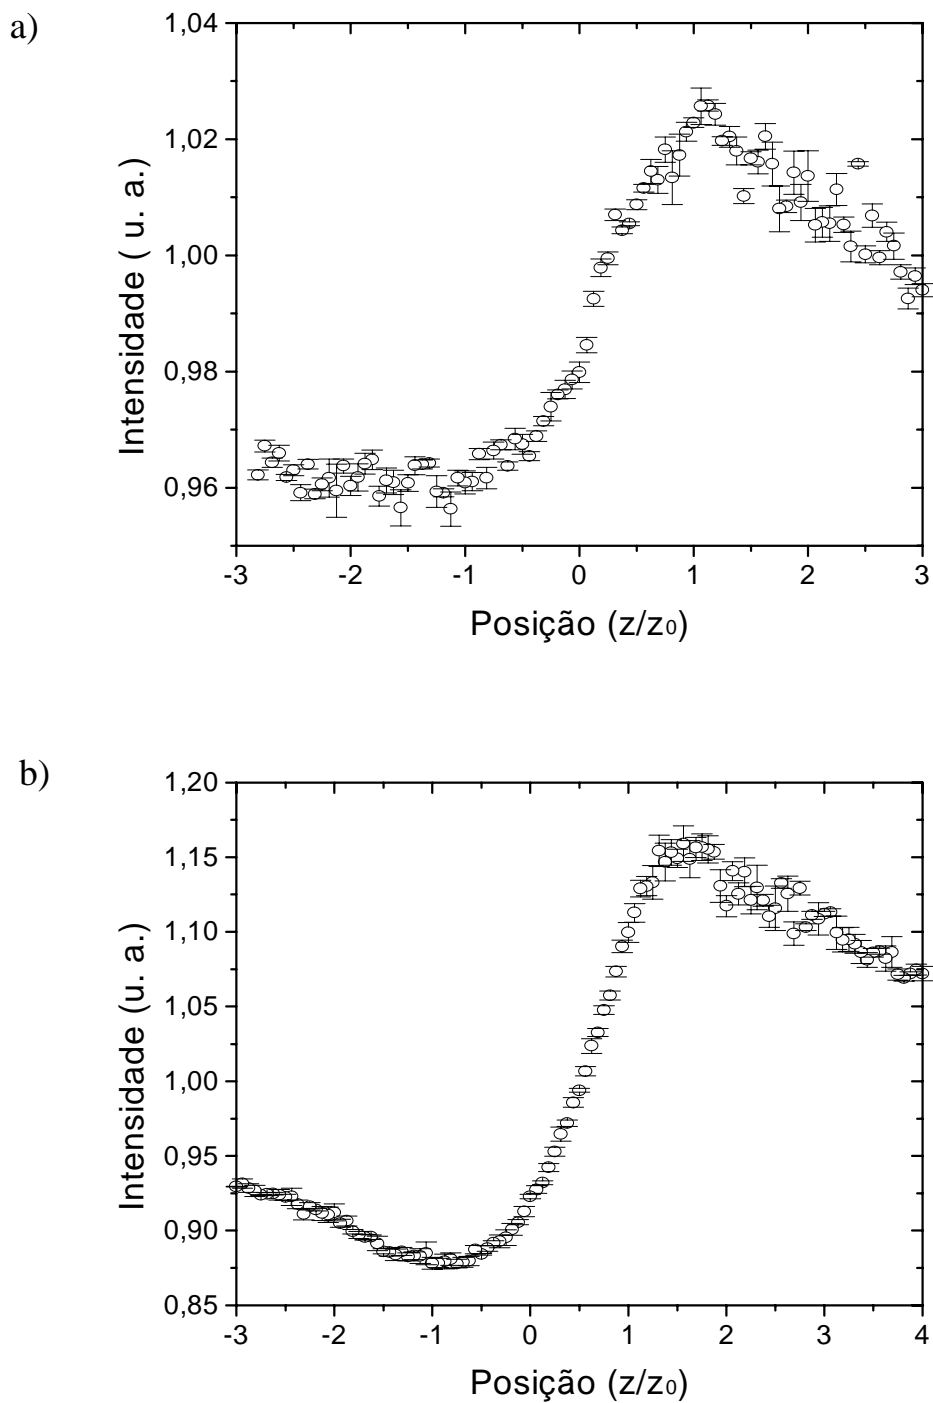 a)
1,04
1,02
1,00
0,98
0,96
Intensidade ( u. a.)
-3 -2 -1 0 1 2 3
Posição (z/z0)
b)
1,20
1,15
1,10
1,05
1,00
0,95
0,90
0,85
Intensidade (u. a.)
-3 -2 -1 0 1 2 3 4
Posição (z/z0)